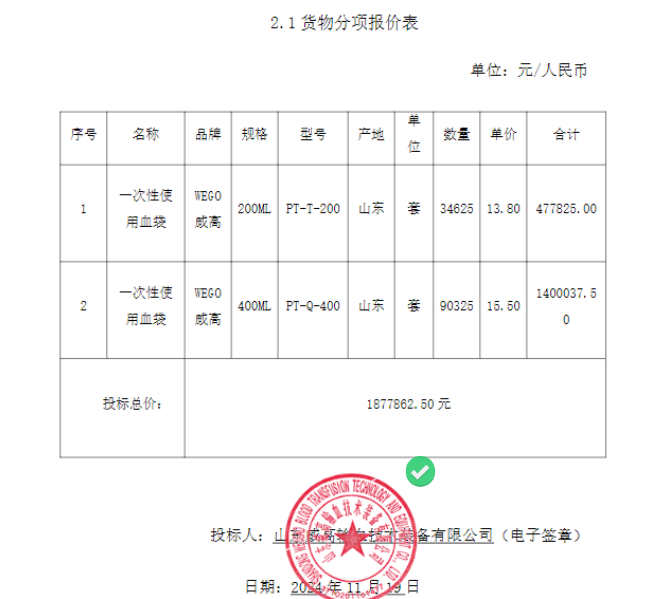 2.1 货物分项报价表
单位：元/人民币
序号 名称 品牌 规格 型号 产地 单位 数量 单价 合计
1 一次性使用血袋 WEGO 威高 200ML PT-T-200 山东 套 34625 13.80 477825.00
2 一次性使用血袋 WEGO 威高 400ML PT-Q-400 山东 套 90325 15.50 1400037.50
投标总价： 1877862.50 元
投标人：山东威高输血技术装备有限公司（电子签章）
日期：2024 年 11 月 19 日